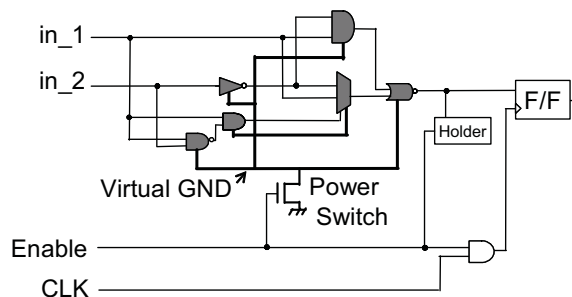 in_1
in_2
F/F
Holder
Virtual GND
Power
Switch
Enable
CLK